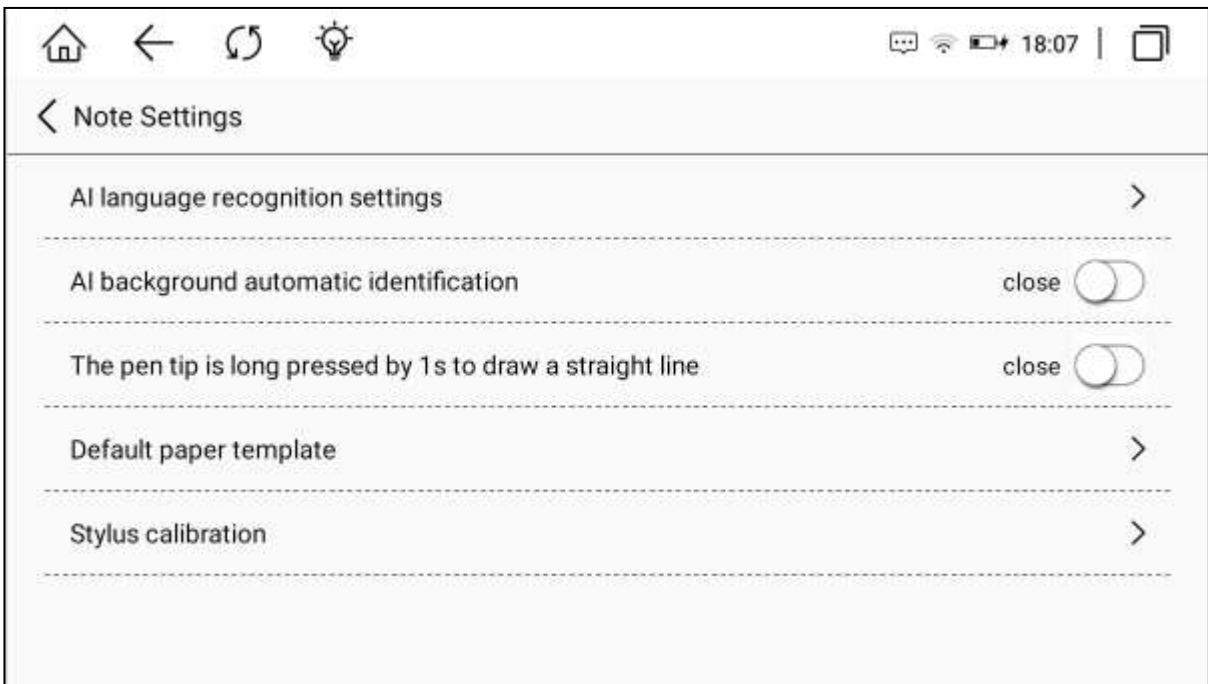 18:07
Note Settings
AI language recognition settings
AI background automatic identification close
The pen tip is long pressed by 1s to draw a straight line close
Default paper template
Stylus calibration